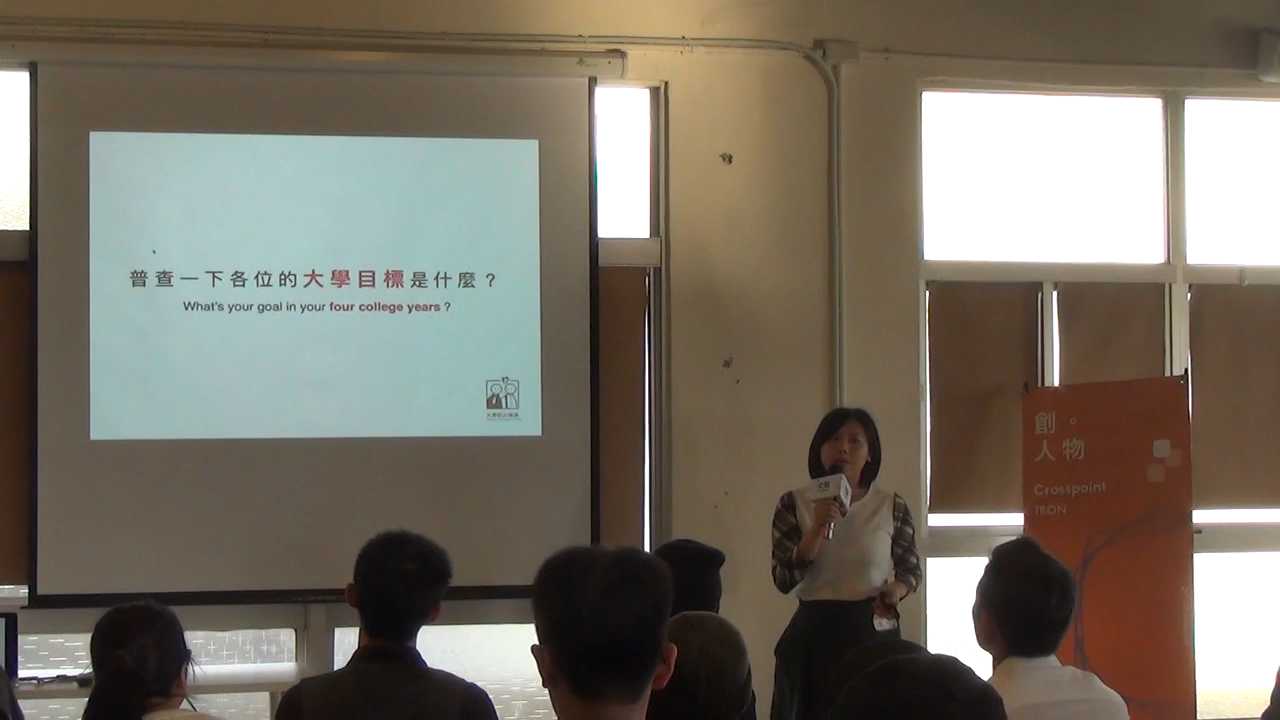 普查一下各位的大學目標是什麼？
What's your goal in your four college years ?
創。
人物
Crosspoint
TRON